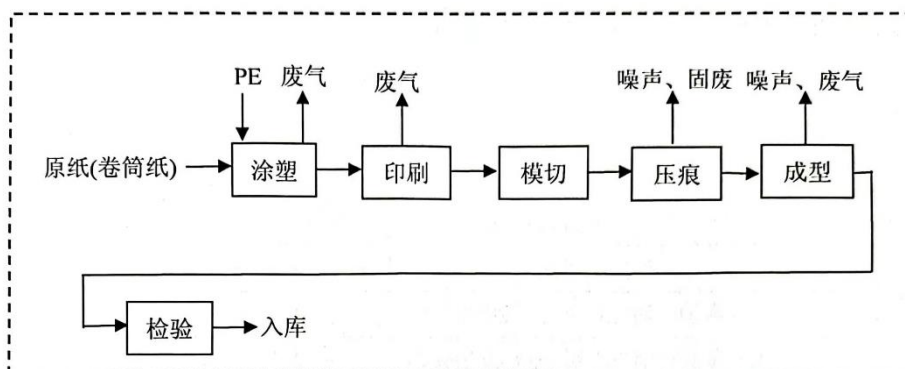 PE 废气
废气
噪声、固废
噪声、废气
原纸(卷筒纸)
涂塑
印刷
模切
压痕
成型
检验
入库